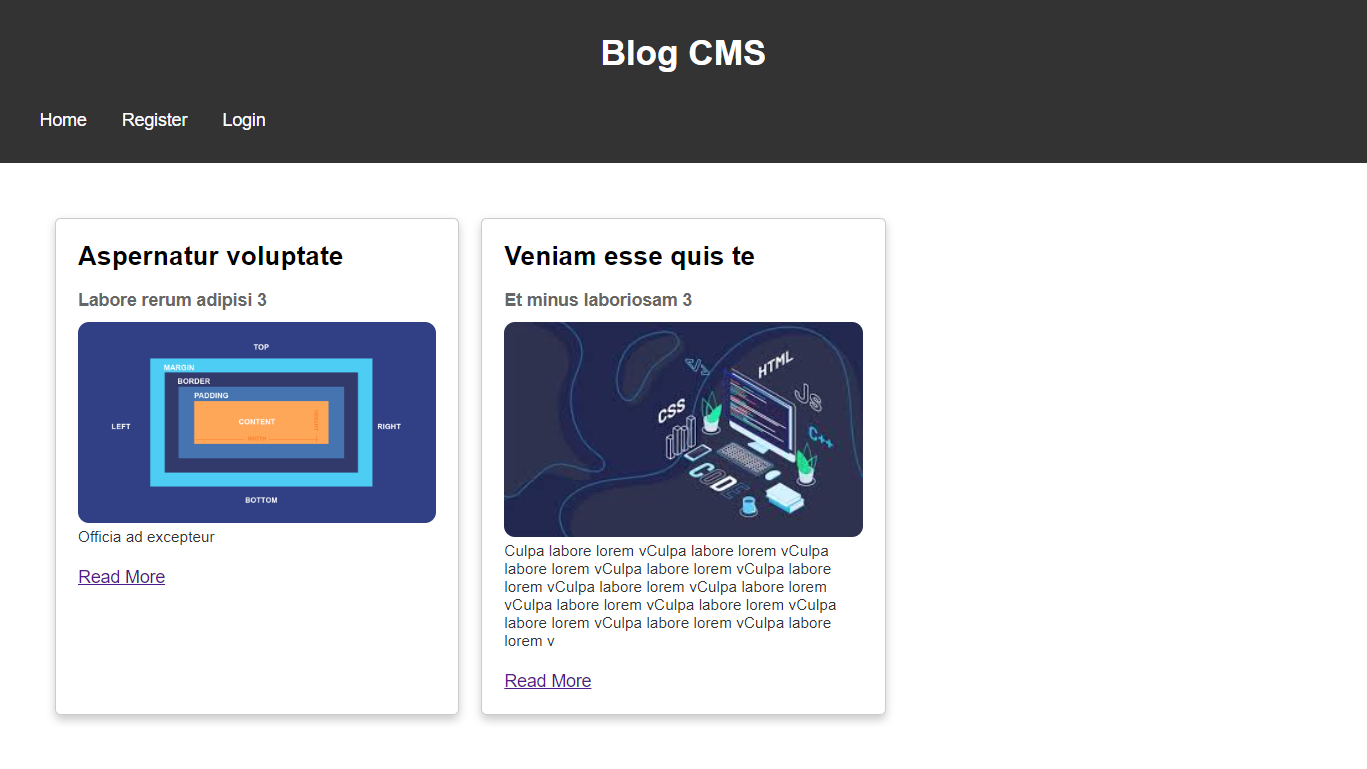 Blog CMS
Home Register Login
Aspernatur voluptate
Labore rerum adipisi 3
TOP
MARGIN
BORDER
PADDING
LEFT
CONTENT
HEIGHT
RIGHT
WIDTH
BOTTOM
Officia ad excepteur
Read More
Veniam esse quis te
Et minus laboriosam 3
</>
HTML
CSS
JS
C++
CODE
Culpa labore lorem vCulpa labore lorem vCulpa
labore lorem vCulpa labore lorem vCulpa labore
lorem vCulpa labore lorem vCulpa labore lorem
vCulpa labore lorem vCulpa labore lorem vCulpa
labore lorem vCulpa labore lorem vCulpa labore
lorem v
Read More